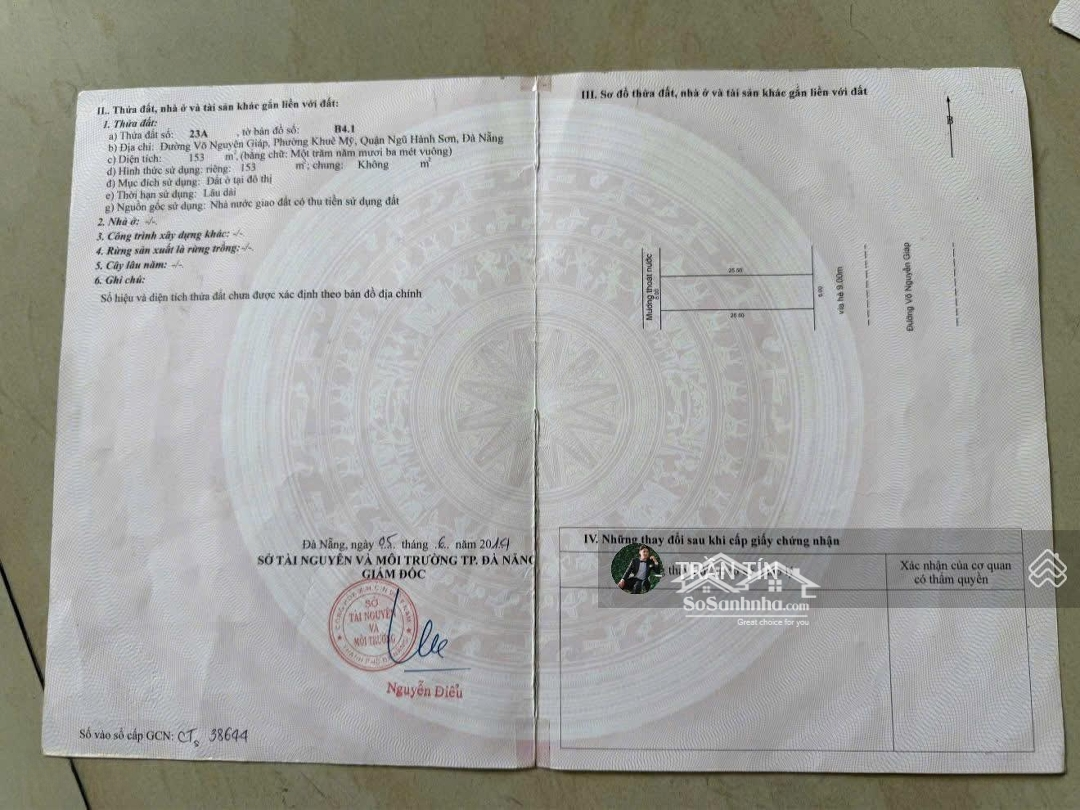 II.. Thửa đất, nhà ở và tài sản khác gắn liền với đất:
1. Thửa đất:
a) Thửa đất số: 23A , tờ bản đồ số: B4.1
b) Địa chỉ: Đường Võ Nguyên Giáp, Phường Khuê Mỹ, Quận Ngũ Hành Sơn, Đà Nẵng
c) Diện tích: 153 m², (bằng chữ: Một trăm năm mươi ba mét vuông)
d) Hình thức sử dụng: riêng: 153 m²; chung: Không m²
đ) Mục đích sử dụng: Đất ở tại đô thị
e) Thời hạn sử dụng: Lâu dài
g) Nguồn gốc sử dụng: Nhà nước giao đất có thu tiền sử dụng đất
2. Nhà ở: -/-
3. Công trình xây dựng khác: -/-
4. Rừng sản xuất là rừng trồng: -/-
5. Cây lâu năm: -/-
6. Ghi chú:
Số hiệu và diện tích thửa đất chưa được xác định theo bản đồ địa chính
Đà Nẵng, ngày 05 tháng .6. năm 2014
SỞ TÀI NGUYÊN VÀ MÔI TRƯỜNG TP. ĐÀ NẴNG
GIÁM ĐỐC
SỞ
TÀI NGUYÊN
VÀ
MÔI TRƯỜNG
THÀNH PHỐ ĐÀ NẴNG
Nguyễn Điểu
Số vào sổ cấp GCN: CTs 38644
III. Sơ đồ thửa đất, nhà ở và tài sản khác gắn liền với đất
B
Mương thoát nước
6.00
vỉa hè 9.00m
Đường Võ Nguyên Giáp
IV. Những thay đổi sau khi cấp giấy chứng nhận
Xác nhận của cơ quan
có thẩm quyền
TRẦN TÍN
SoSanhnha.com
Great choice for you